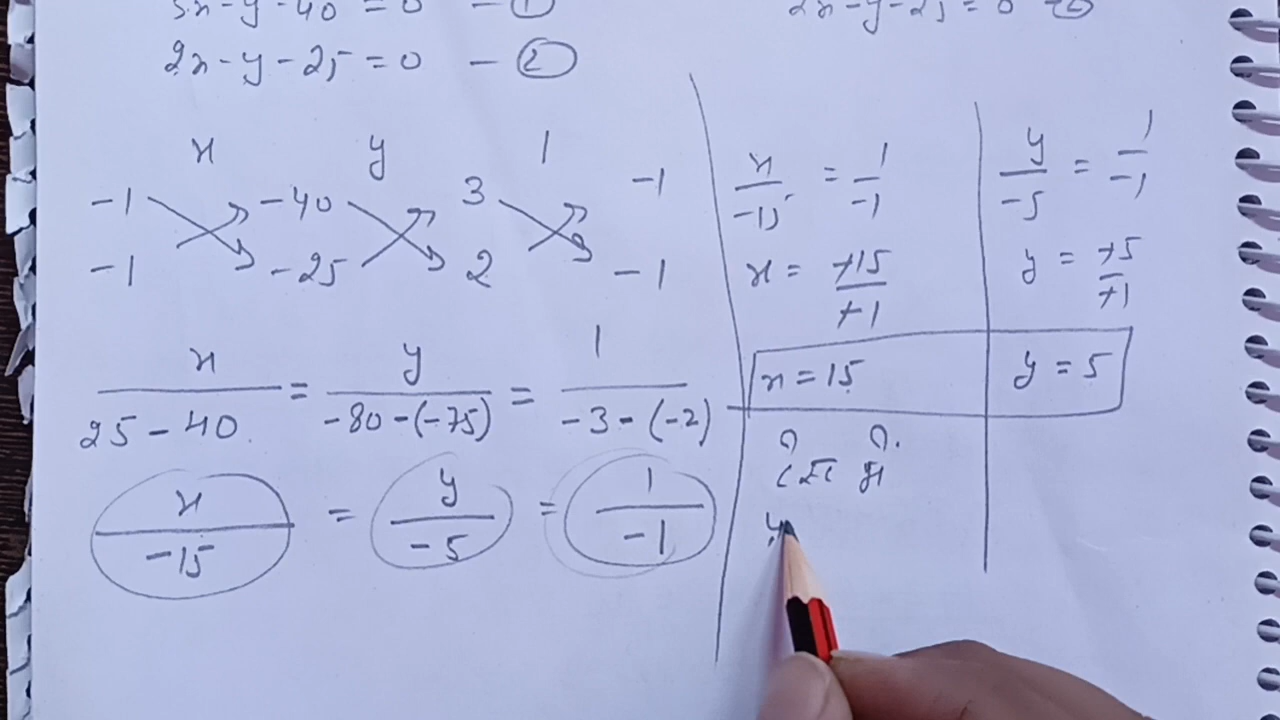 3x - y - 40 = 0 - ①
2x - y - 25 = 0 - ②
2x - y - 25 = 0 - ②
x y 1
-1 -40 3 -1
-1 -25 2 -1
x/(25 - 40) = y/(-80 - (-75)) = 1/(-3 - (-2))
x/-15 = y/-5 = 1/-1
x/-15 = 1/-1
x = -15/-1
x = 15
y/-5 = 1/-1
y = -5/-1
y = 5